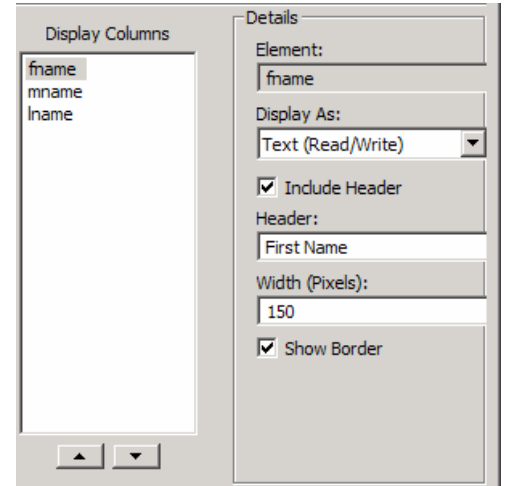 Display Columns
fname
mname
lname
Details
Element:
fname
Display As:
Text (Read/Write)
Include Header
Header:
First Name
Width (Pixels):
150
Show Border